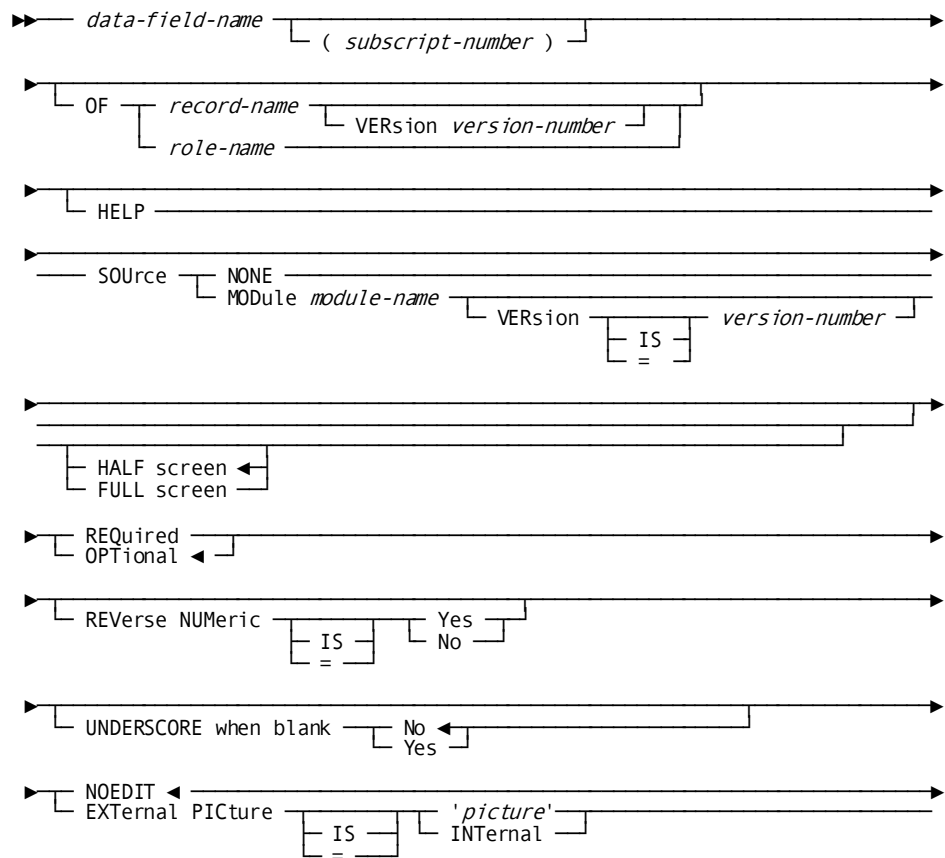 data-field-name
( subscript-number )
OF record-name
VERsion version-number
role-name
HELP
SOUrce NONE
MODule module-name
VERsion version-number
IS
=
HALF screen
FULL screen
REQuired
OPTional
REVerse NUMeric Yes
IS No
=
UNDERSCORE when blank No
Yes
NOEDIT
EXTernal PICture 'picture'
IS INTernal
=